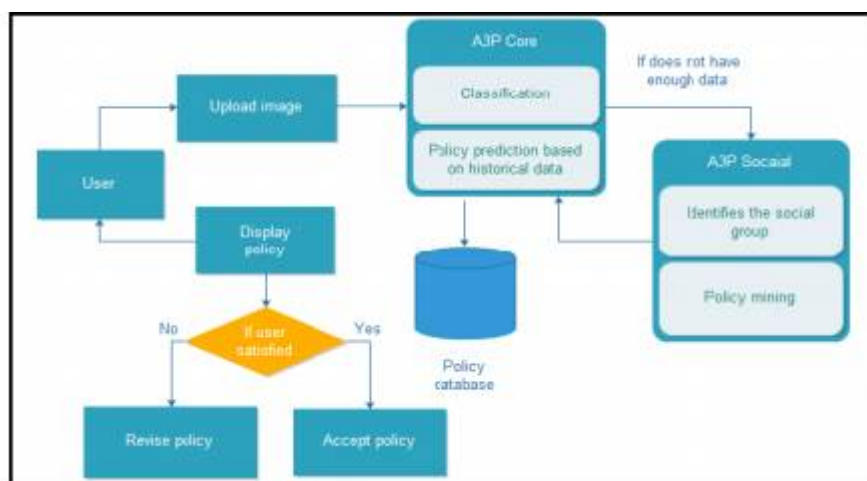 A3P Core
If does not have
enough data
Classification
Upload image
Policy prediction based
on historical data
A3P Socaial
User
Identifies the social
group
Display
policy
Policy mining
No
If user
satisfied
Yes
Policy
catabase
Revise policy
Accept policy